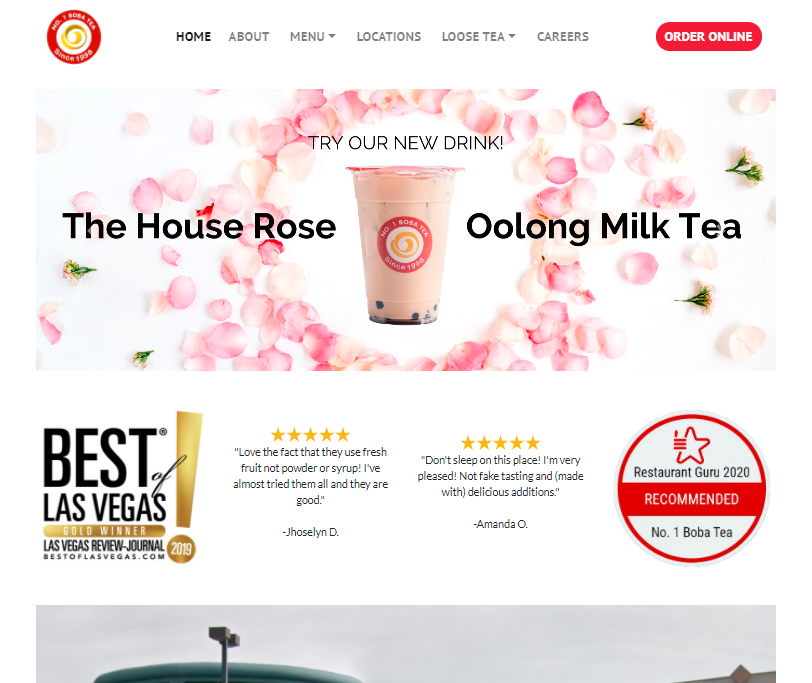 NO. 1 BOBA TEA
Since 1998
HOME
ABOUT
MENU
LOCATIONS
LOOSE TEA
CAREERS
ORDER ONLINE
TRY OUR NEW DRINK!
The House Rose
Oolong Milk Tea
NO. 1 BOBA TEA
Since 1998
BEST®
of
LAS VEGAS
GOLD WINNER
LAS VEGAS REVIEW-JOURNAL
BESTOFLASVEGAS.COM
2019
"Love the fact that they use fresh
fruit not powder or syrup! I've
almost tried them all and they are
good."
-Jhoselyn D.
"Don't sleep on this place! I'm very
pleased! Not fake tasting and (made
with) delicious additions."
-Amanda O.
Restaurant Guru 2020
RECOMMENDED
No. 1 Boba Tea